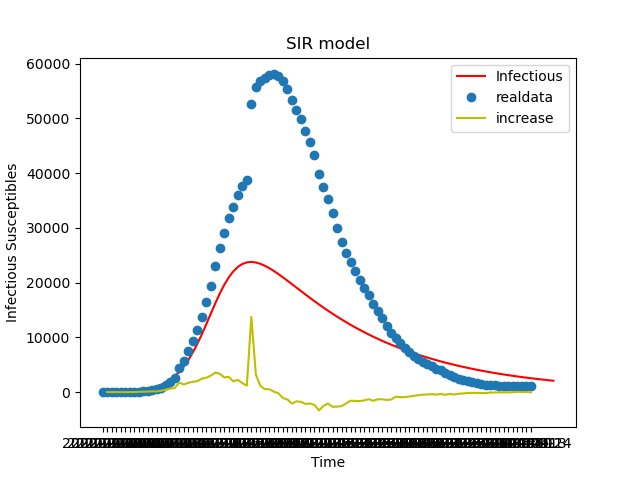 SIR model
Infectious
realdata
increase
60000
50000
40000
30000
20000
10000
0
Infectious Susceptibles
Time